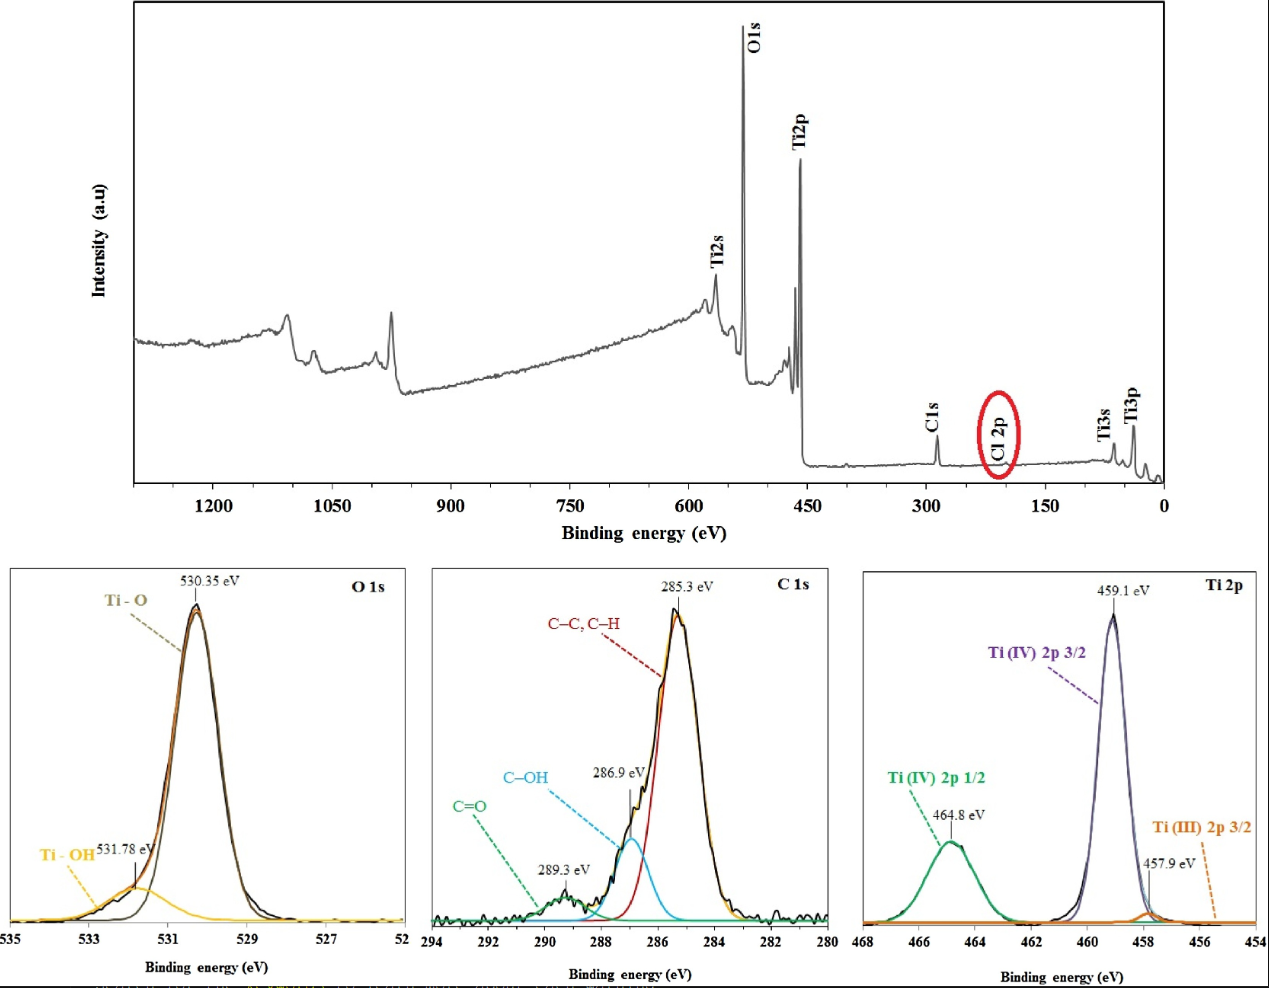 O1s
Ti2p
Ti2s
Intensity (a.u)
C1s
Cl 2p
Ti3s
Ti3p
1200 1050 900 750 600 450 300 150 0
Binding energy (eV)
530.35 eV
O 1s
Ti - O
Ti - OH
531.78 eV
535 533 531 529 527 52
Binding energy (eV)
285.3 eV
C 1s
C–C, C–H
286.9 eV
C–OH
C=O
289.3 eV
294 292 290 288 286 284 282 280
Binding energy (eV)
459.1 eV
Ti 2p
Ti (IV) 2p 3/2
Ti (IV) 2p 1/2
464.8 eV
Ti (III) 2p 3/2
457.9 eV
468 466 464 462 460 458 456 454
Binding energy (eV)